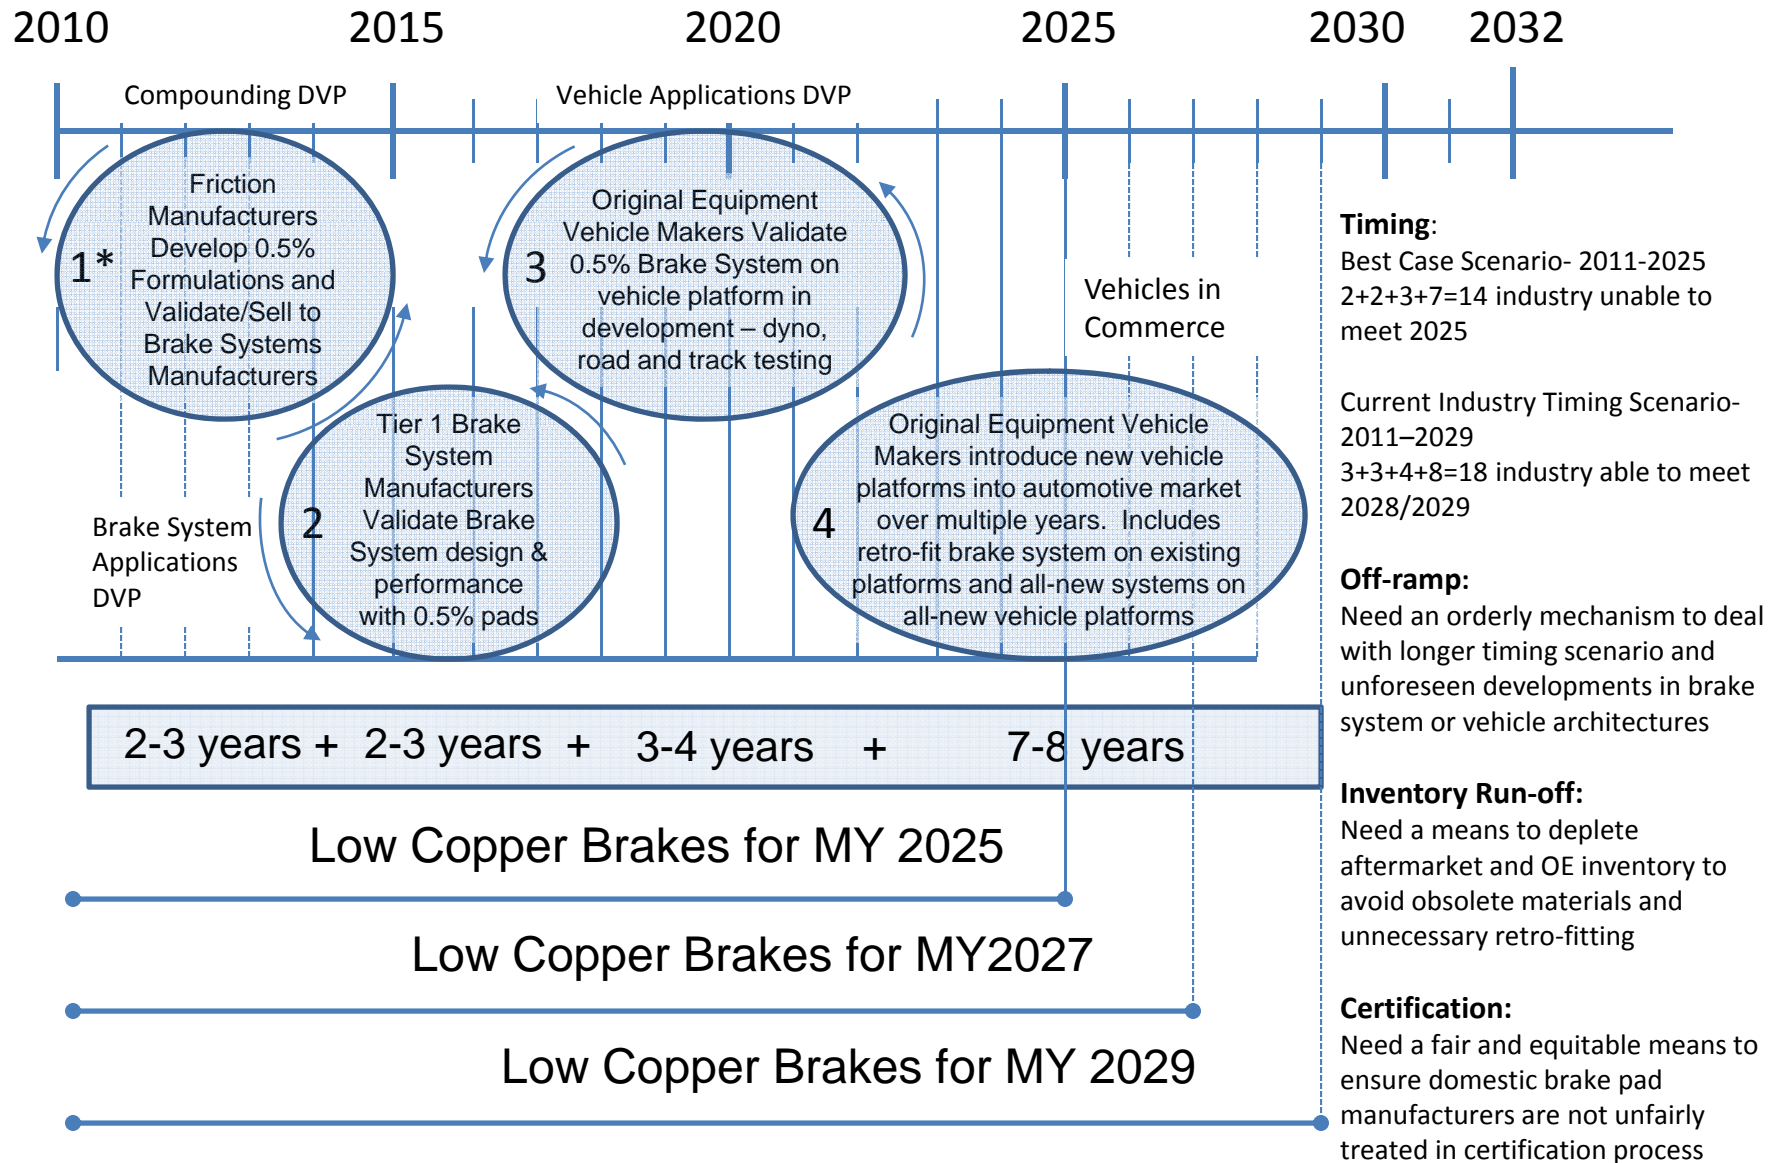 2010 2015 2020 2025 2030 2032
Compounding DVP
Vehicle Applications DVP
1*
Friction
Manufacturers
Develop 0.5%
Formulations and
Validate/Sell to
Brake Systems
Manufacturers
Brake System
Applications
DVP
2
Tier 1 Brake
System
Manufacturers
Validate Brake
System design &
performance
with 0.5% pads
3
Original Equipment
Vehicle Makers Validate
0.5% Brake System on
vehicle platform in
development – dyno,
road and track testing
Vehicles in
Commerce
4
Original Equipment Vehicle
Makers introduce new vehicle
platforms into automotive market
over multiple years. Includes
retro-fit brake system on existing
platforms and all-new systems on
all-new vehicle platforms
2-3 years + 2-3 years + 3-4 years + 7-8 years
Low Copper Brakes for MY 2025
Low Copper Brakes for MY2027
Low Copper Brakes for MY 2029
Timing:
Best Case Scenario- 2011-2025
2+2+3+7=14 industry unable to
meet 2025
Current Industry Timing Scenario-
2011–2029
3+3+4+8=18 industry able to meet
2028/2029
Off-ramp:
Need an orderly mechanism to deal
with longer timing scenario and
unforeseen developments in brake
system or vehicle architectures
Inventory Run-off:
Need a means to deplete
aftermarket and OE inventory to
avoid obsolete materials and
unnecessary retro-fitting
Certification:
Need a fair and equitable means to
ensure domestic brake pad
manufacturers are not unfairly
treated in certification process